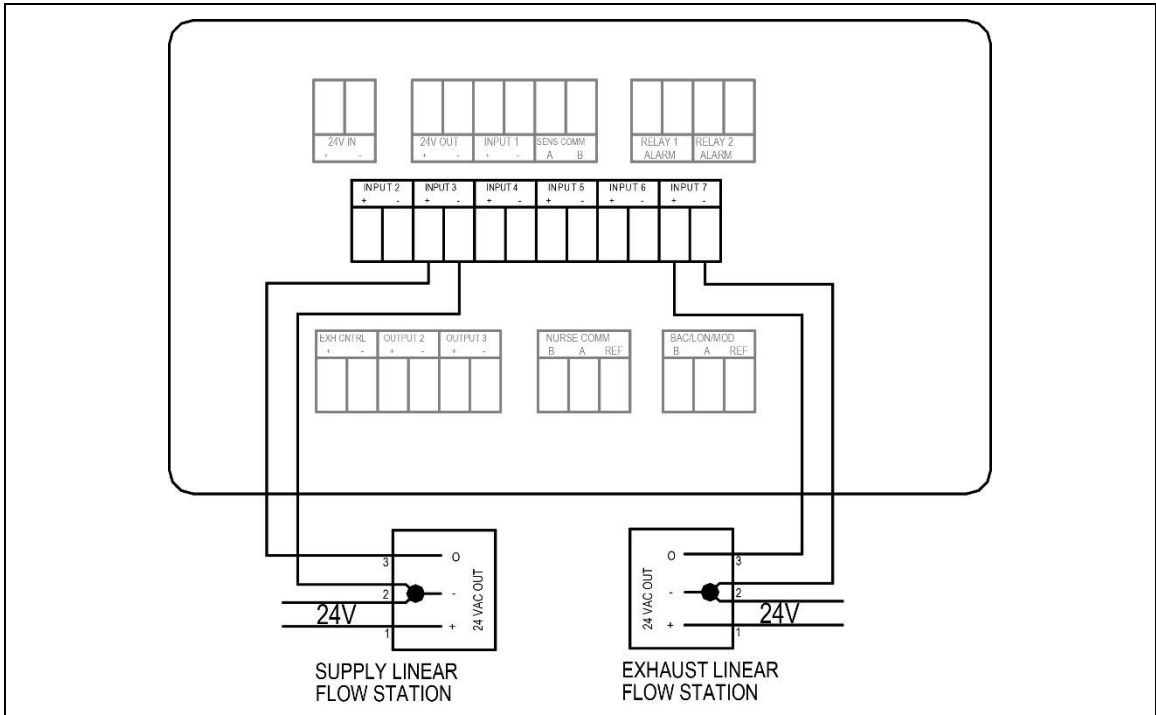 24V IN 24V OUT INPUT 1 SENS COMM RELAY 1 RELAY 2
+ - + - + - A B ALARM ALARM
INPUT 2 INPUT 3 INPUT 4 INPUT 5 INPUT 6 INPUT 7
+ - + - + - + - + - + -
EXH CNTRL OUTPUT 2 OUTPUT 3 NURSE COMM BAC/LON/MOD
+ - + - + - B A REF B A REF
3 O
2 -
1 +
24V
24 VAC OUT
SUPPLY LINEAR
FLOW STATION
O 3
- 2
+ 1
24V
24 VAC OUT
EXHAUST LINEAR
FLOW STATION